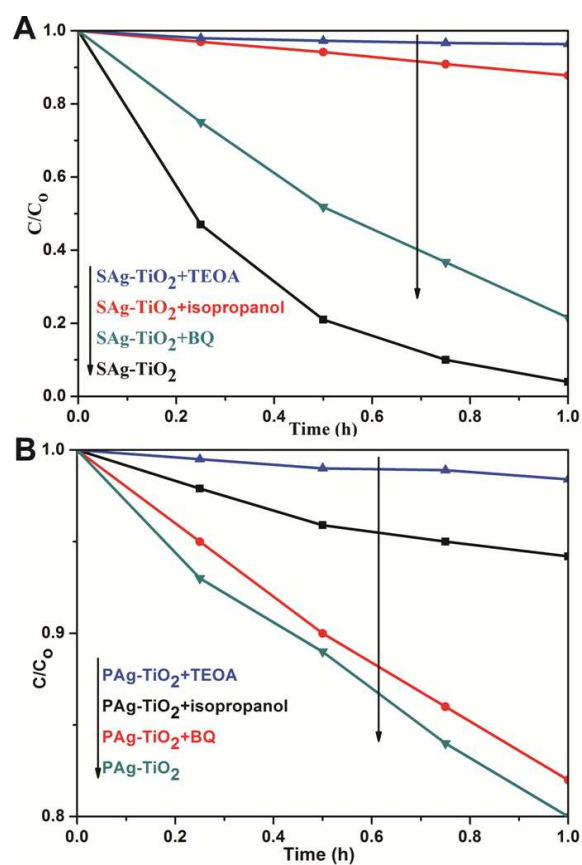 A
1.0
0.8
0.6
0.4
0.2
0.0
C/C₀
SAg-TiO₂+TEOA
SAg-TiO₂+isopropanol
SAg-TiO₂+BQ
SAg-TiO₂
0.0 0.2 0.4 0.6 0.8 1.0
Time (h)
B
1.0
0.9
0.8
C/C₀
PAg-TiO₂+TEOA
PAg-TiO₂+isopropanol
PAg-TiO₂+BQ
PAg-TiO₂
0.0 0.2 0.4 0.6 0.8 1.0
Time (h)